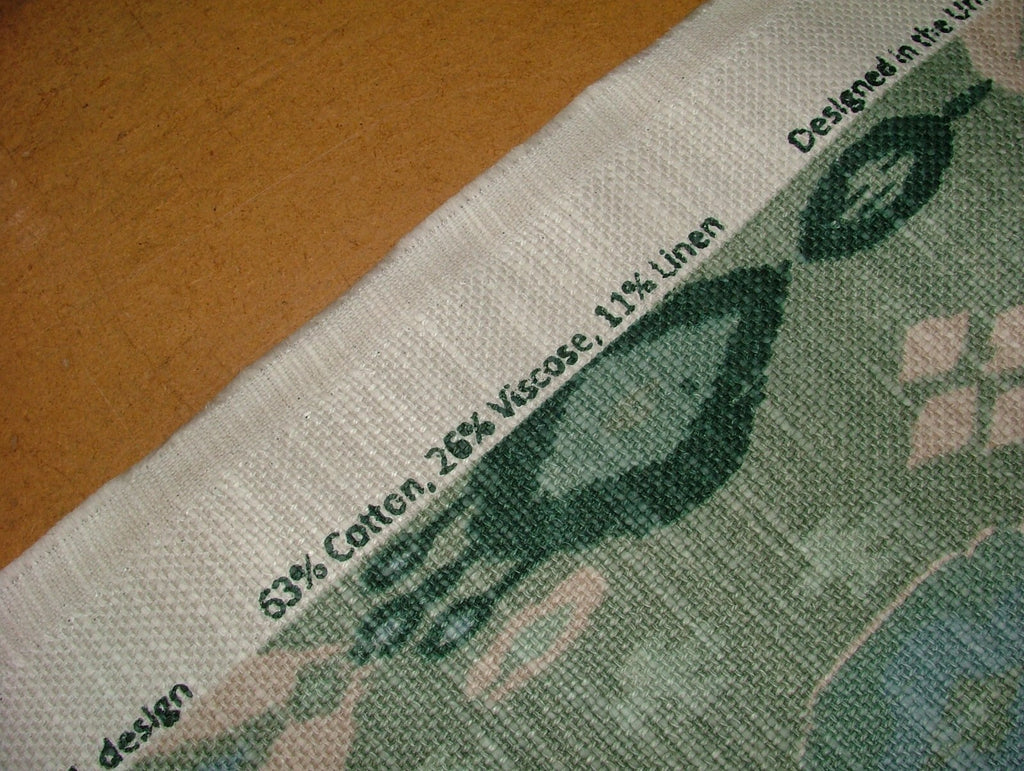 design 63% Cotton, 26% Viscose, 11% Linen Designed in the